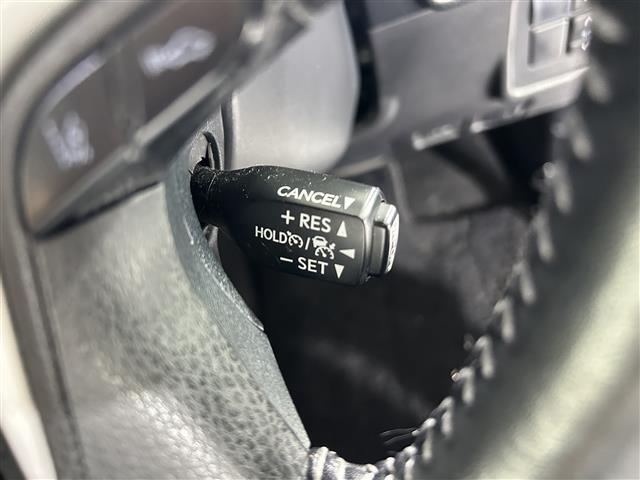 CANCEL▼
+ RES ▲
HOLD / ◀
− SET ▼